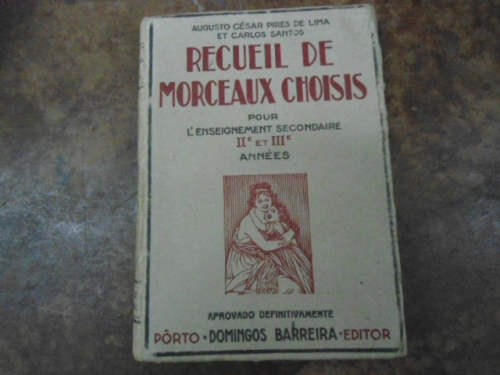 AUGUSTO CÉSAR PIRES DE LIMA
ET CARLOS SANTOS
RECUEIL DE
MORCEAUX CHOISIS
POUR
L'ENSEIGNEMENT SECONDAIRE
IIE ET IIIE
ANNÉES
APROVADO DEFINITIVAMENTE
PÔRTO · DOMINGOS BARREIRA · EDITOR